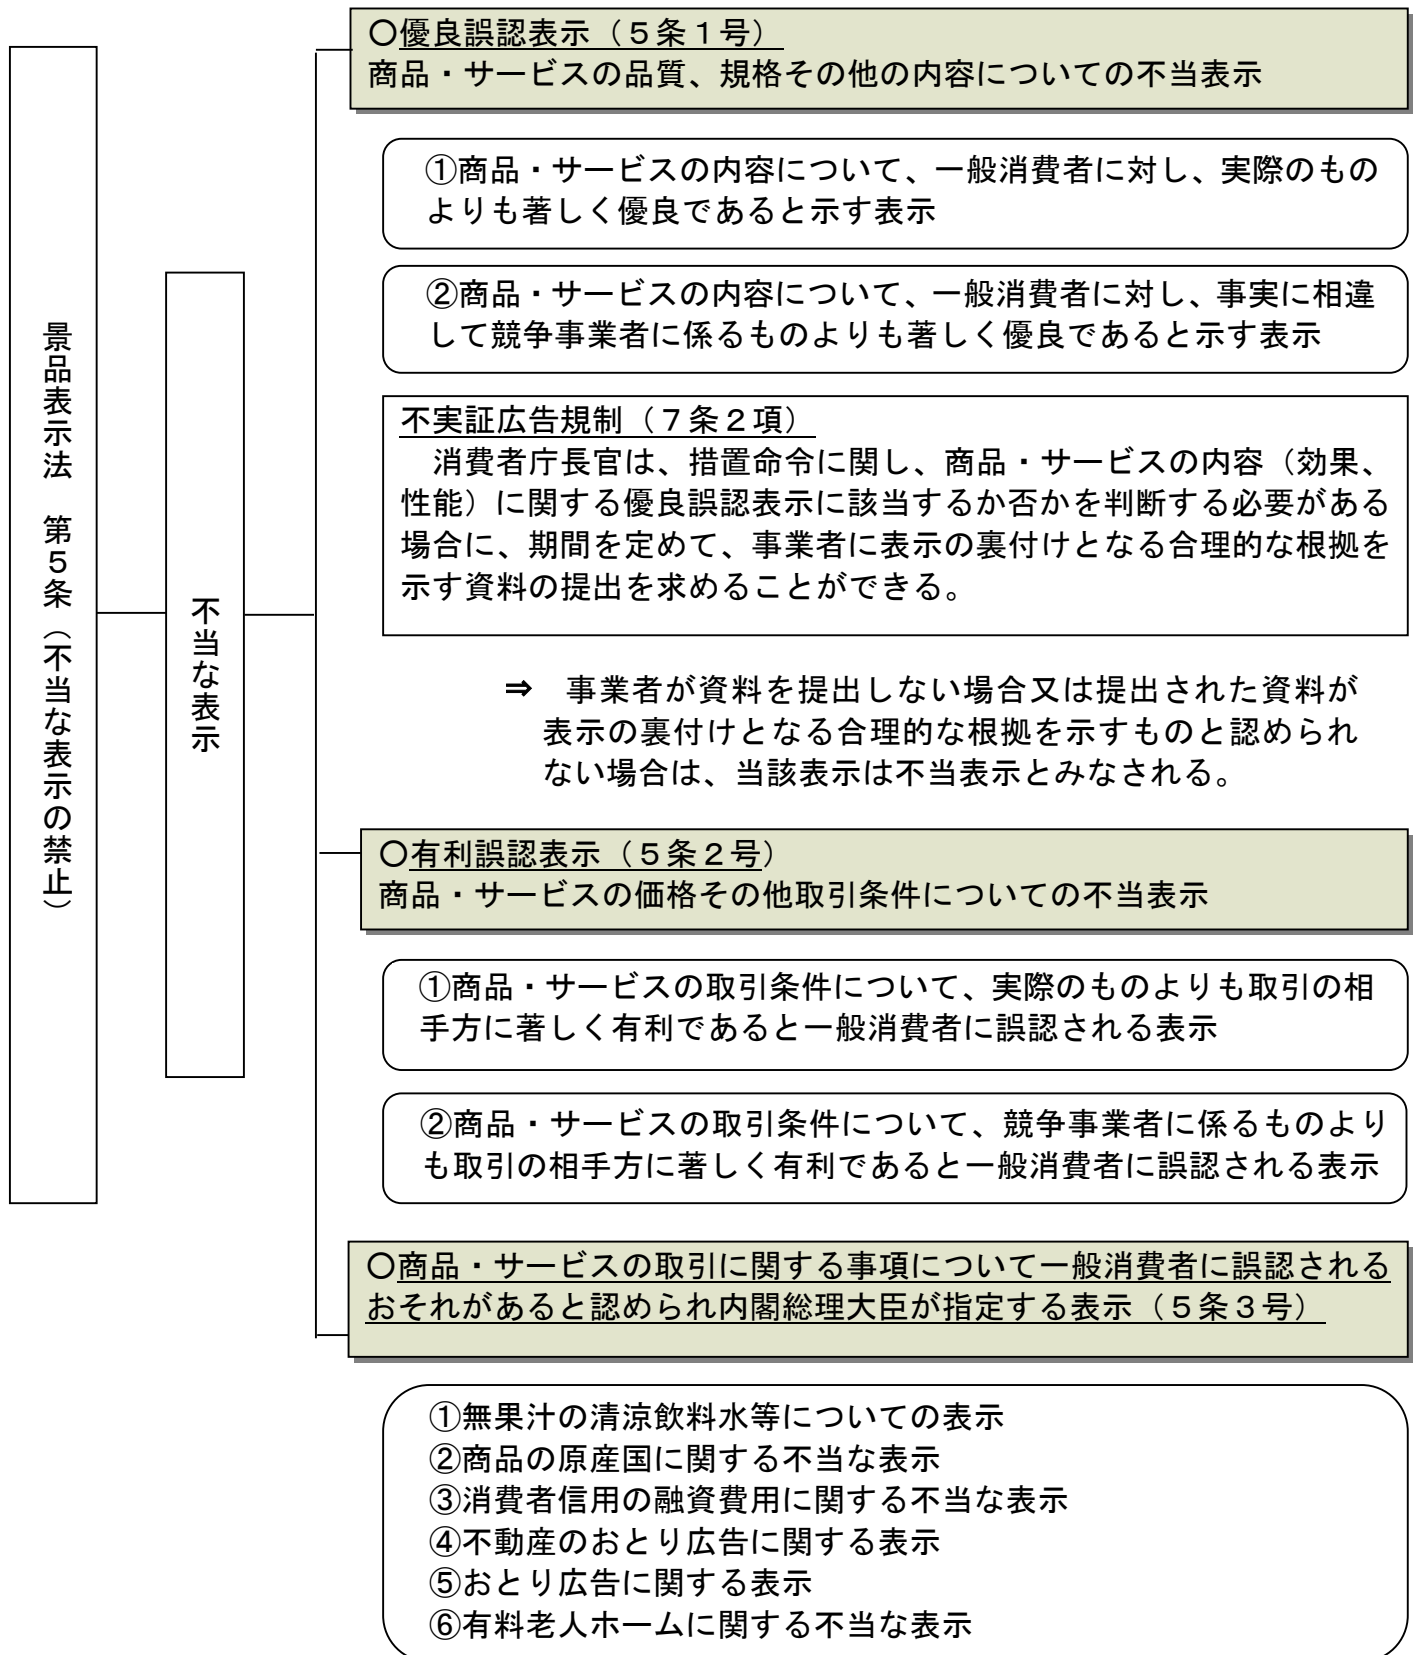 景品表示法　第５条（不当な表示の禁止）
不当な表示
○優良誤認表示（５条１号）
商品・サービスの品質、規格その他の内容についての不当表示
①商品・サービスの内容について、一般消費者に対し、実際のもの
よりも著しく優良であると示す表示
②商品・サービスの内容について、一般消費者に対し、事実に相違
して競争事業者に係るものよりも著しく優良であると示す表示
不実証広告規制（７条２項）
　消費者庁長官は、措置命令に関し、商品・サービスの内容（効果、
性能）に関する優良誤認表示に該当するか否かを判断する必要がある
場合に、期間を定めて、事業者に表示の裏付けとなる合理的な根拠を
示す資料の提出を求めることができる。
⇒　事業者が資料を提出しない場合又は提出された資料が
表示の裏付けとなる合理的な根拠を示すものと認められ
ない場合は、当該表示は不当表示とみなされる。
○有利誤認表示（５条２号）
商品・サービスの価格その他取引条件についての不当表示
①商品・サービスの取引条件について、実際のものよりも取引の相
手方に著しく有利であると一般消費者に誤認される表示
②商品・サービスの取引条件について、競争事業者に係るものより
も取引の相手方に著しく有利であると一般消費者に誤認される表示
○商品・サービスの取引に関する事項について一般消費者に誤認される
おそれがあると認められ内閣総理大臣が指定する表示（５条３号）
①無果汁の清涼飲料水等についての表示
②商品の原産国に関する不当な表示
③消費者信用の融資費用に関する不当な表示
④不動産のおとり広告に関する表示
⑤おとり広告に関する表示
⑥有料老人ホームに関する不当な表示